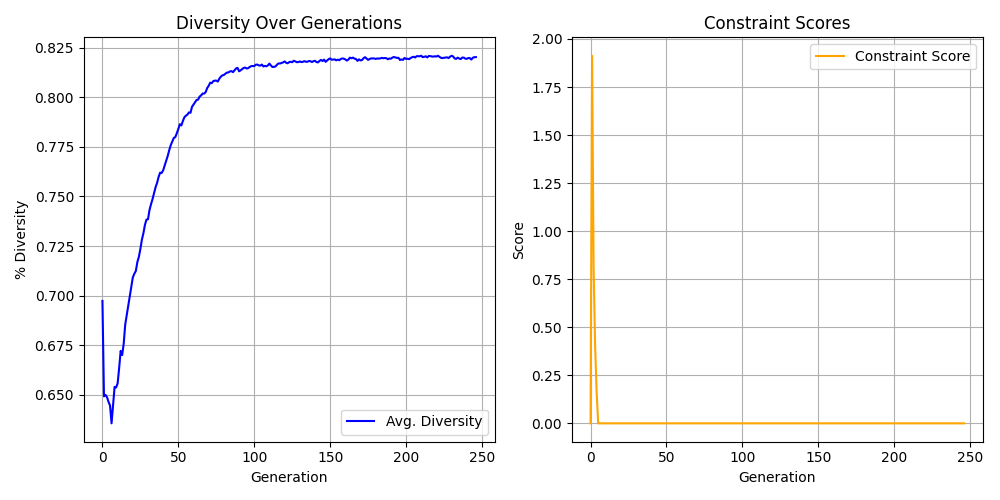 Diversity Over Generations
% Diversity
0.825
0.800
0.775
0.750
0.725
0.700
0.675
0.650
0 50 100 150 200 250
Generation
Avg. Diversity
Constraint Scores
Score
2.00
1.75
1.50
1.25
1.00
0.75
0.50
0.25
0.00
0 50 100 150 200 250
Generation
Constraint Score